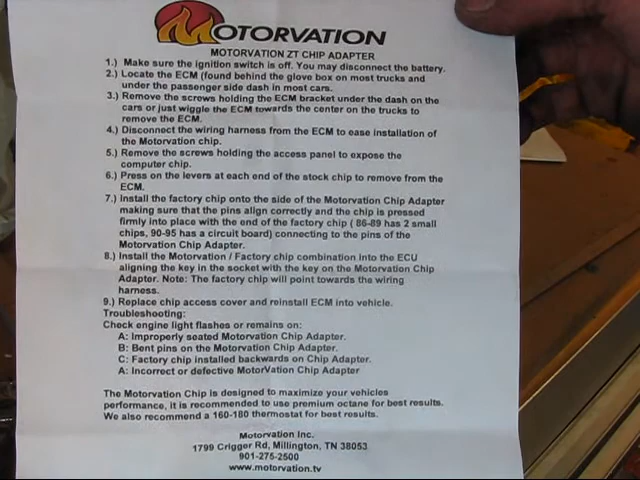 MOTORVATION
MOTORVATION ZT CHIP ADAPTER
1.) Make sure the ignition switch is off. You may disconnect the battery.
2.) Locate the ECM (found behind the glove box on most trucks and
under the passenger side dash in most cars.
3.) Remove the screws holding the ECM bracket under the dash on the
cars or just wiggle the ECM towards the center on the trucks to
remove the ECM.
4.) Disconnect the wiring harness from the ECM to ease installation of
the Motorvation chip.
5.) Remove the screws holding the access panel to expose the
computer chip.
6.) Press on the levers at each end of the stock chip to remove from the
ECM.
7.) Install the factory chip onto the side of the Motorvation Chip Adapter
making sure that the pins align correctly and the chip is pressed
firmly into place with the end of the factory chip ( 86-89 has 2 small
chips, 90-95 has a circuit board) connecting to the pins of the
Motorvation Chip Adapter.
8.) Install the Motorvation / Factory chip combination into the ECU
aligning the key in the socket with the key on the Motorvation Chip
Adapter. Note: The factory chip will point towards the wiring
harness.
9.) Replace chip access cover and reinstall ECM into vehicle.
Troubleshooting:
Check engine light flashes or remains on:
A: Improperly seated Motorvation Chip Adapter.
B: Bent pins on the Motorvation Chip Adapter.
C: Factory chip installed backwards on Chip Adapter.
A: Incorrect or defective MotorVation Chip Adapter
The Motorvation Chip is designed to maximize your vehicles
performance, it is recommended to use premium octane for best results.
We also recommend a 160-180 thermostat for best results.
Motorvation Inc.
1799 Crigger Rd, Millington, TN 38053
901-275-2500
www.motorvation.tv